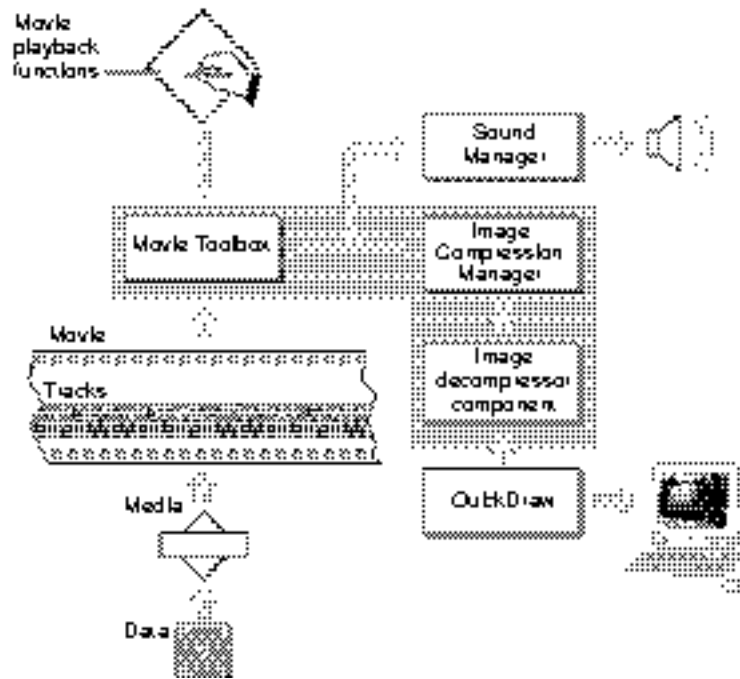 Movie
playback
functions
Sound
Manager
Movie Toolbox
Image
Compression
Manager
Movie
Tracks
Image
decompressor
component
Media
QuickDraw
Data